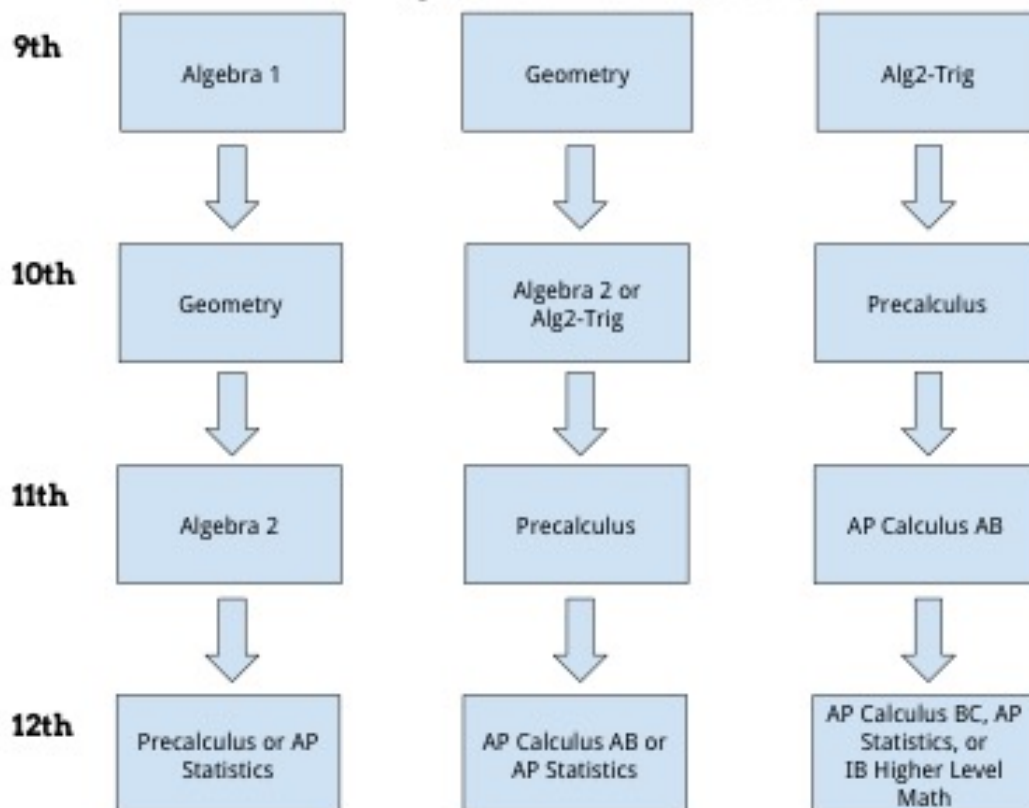 9th
Algebra 1
Geometry
Alg2-Trig
10th
Geometry
Algebra 2 or
Alg2-Trig
Precalculus
11th
Algebra 2
Precalculus
AP Calculus AB
12th
Precalculus or AP
Statistics
AP Calculus AB or
AP Statistics
AP Calculus BC, AP
Statistics, or
IB Higher Level
Math